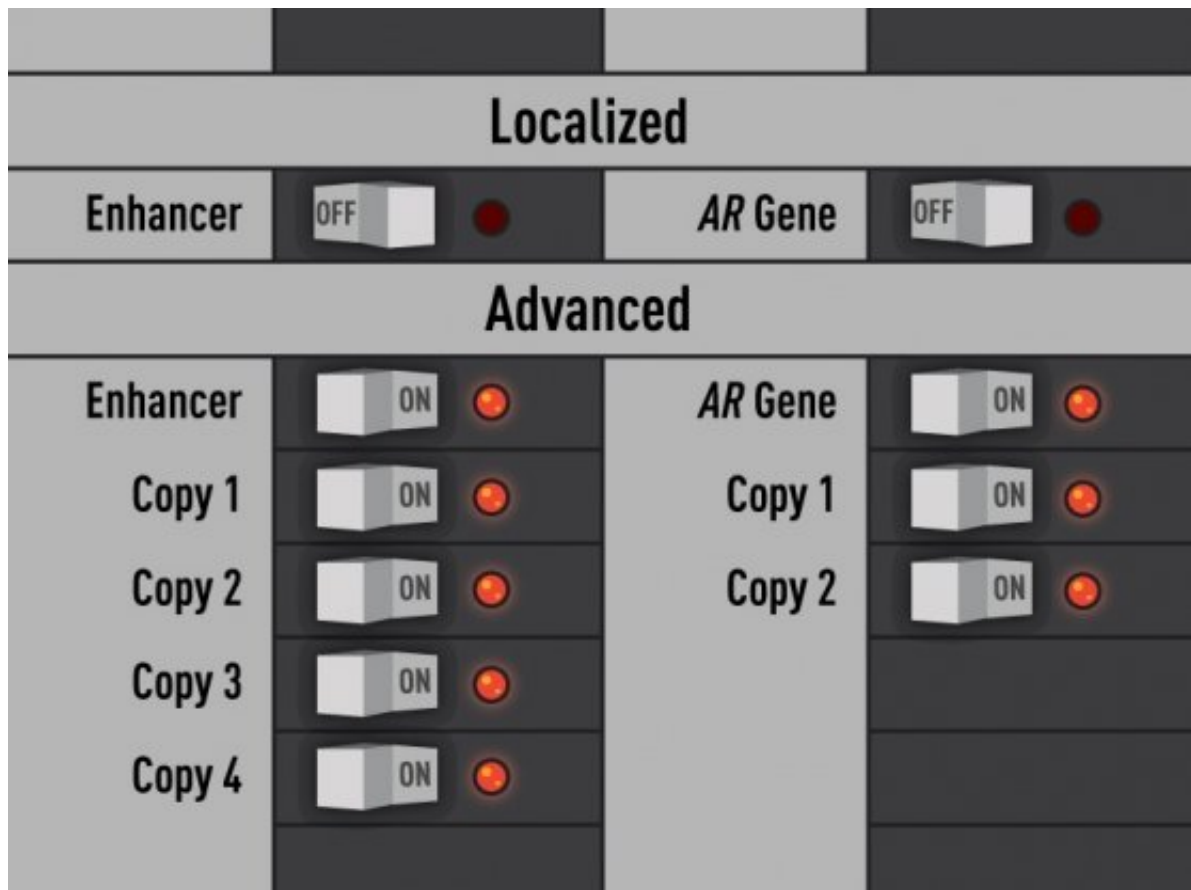 Localized
Enhancer OFF AR Gene OFF
Advanced
Enhancer ON AR Gene ON
Copy 1 ON Copy 1 ON
Copy 2 ON Copy 2 ON
Copy 3 ON
Copy 4 ON